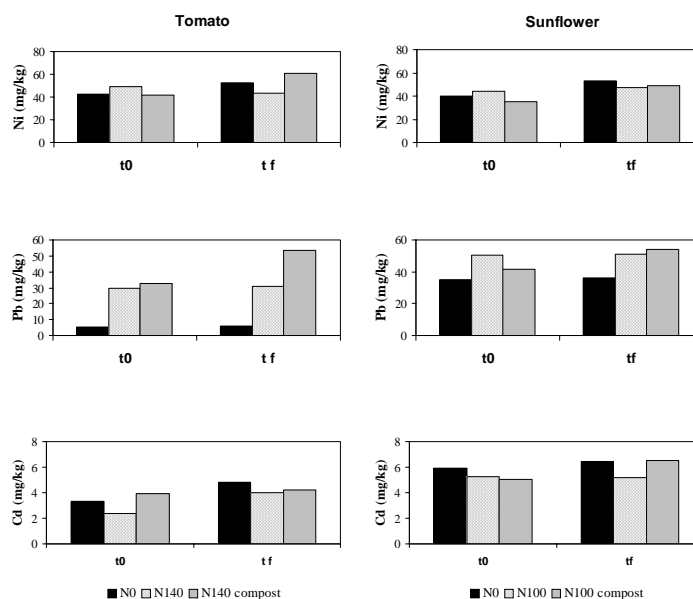 Tomato
Sunflower
Ni (mg/kg)
80
60
40
20
0
t0 t f
Ni (mg/kg)
80
60
40
20
0
t0 tf
Pb (mg/kg)
60
50
40
30
20
10
0
t0 t f
Pb (mg/kg)
60
40
20
0
t0 tf
Cd (mg/kg)
8
6
4
2
0
t0 t f
Cd (mg/kg)
8
6
4
2
0
t0 tf
N0 N140 N140 compost
N0 N100 N100 compost